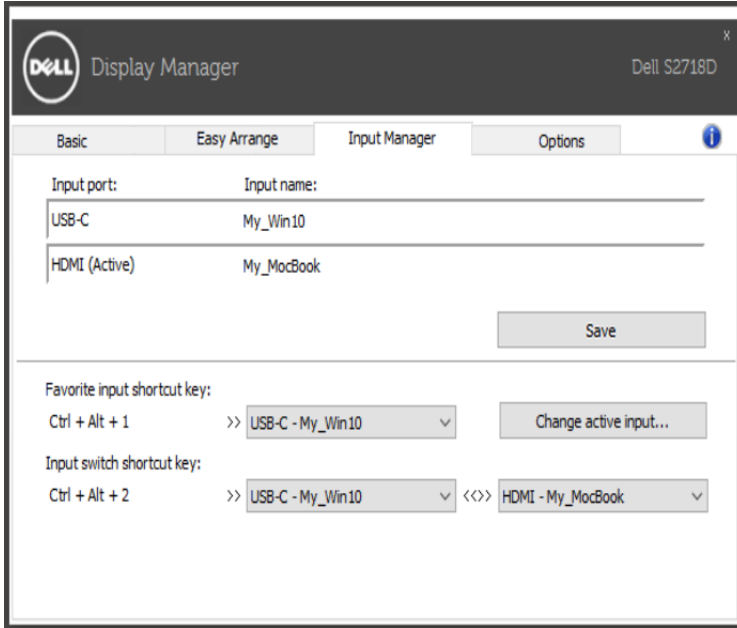 DELL Display Manager Dell S2718D
x
Basic Easy Arrange Input Manager Options i
Input port: Input name:
USB-C My_Win10
HDMI (Active) My_MocBook
Save
Favorite input shortcut key:
Ctrl + Alt + 1 >> USB-C - My_Win10 Change active input...
Input switch shortcut key:
Ctrl + Alt + 2 >> USB-C - My_Win10 <<>> HDMI - My_MocBook